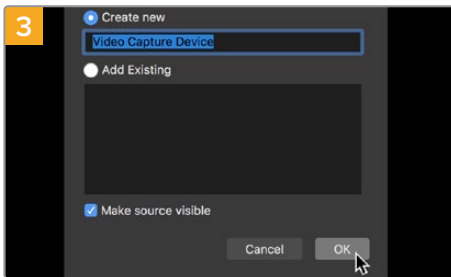 3
Create new
Video Capture Device
Add Existing
Make source visible
Cancel OK